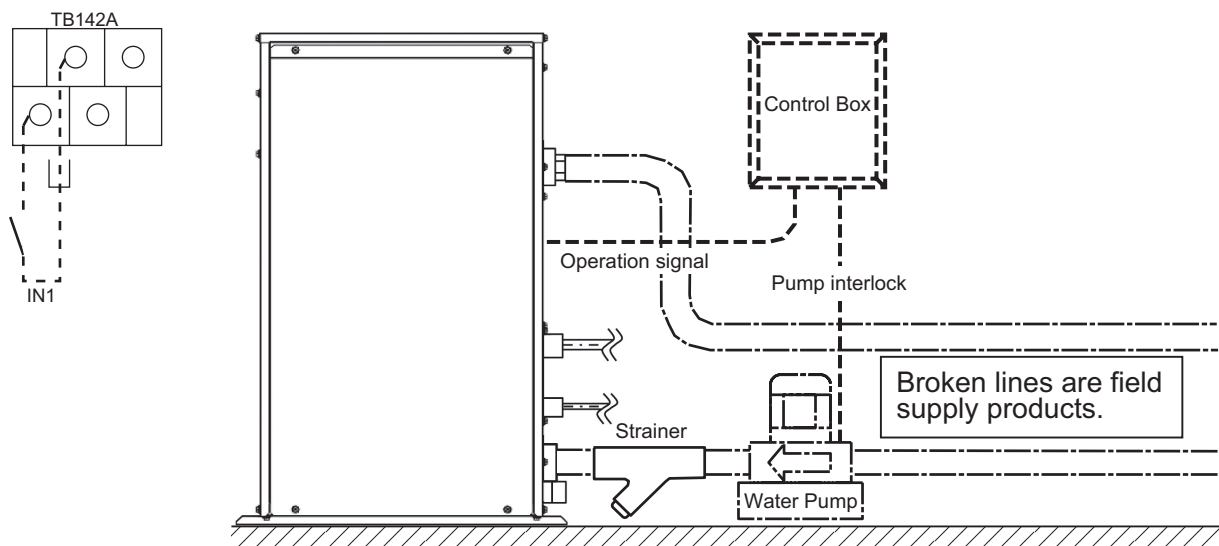 TB142A
IN1
Control Box
Operation signal
Pump interlock
Broken lines are field
supply products.
Strainer
Water Pump